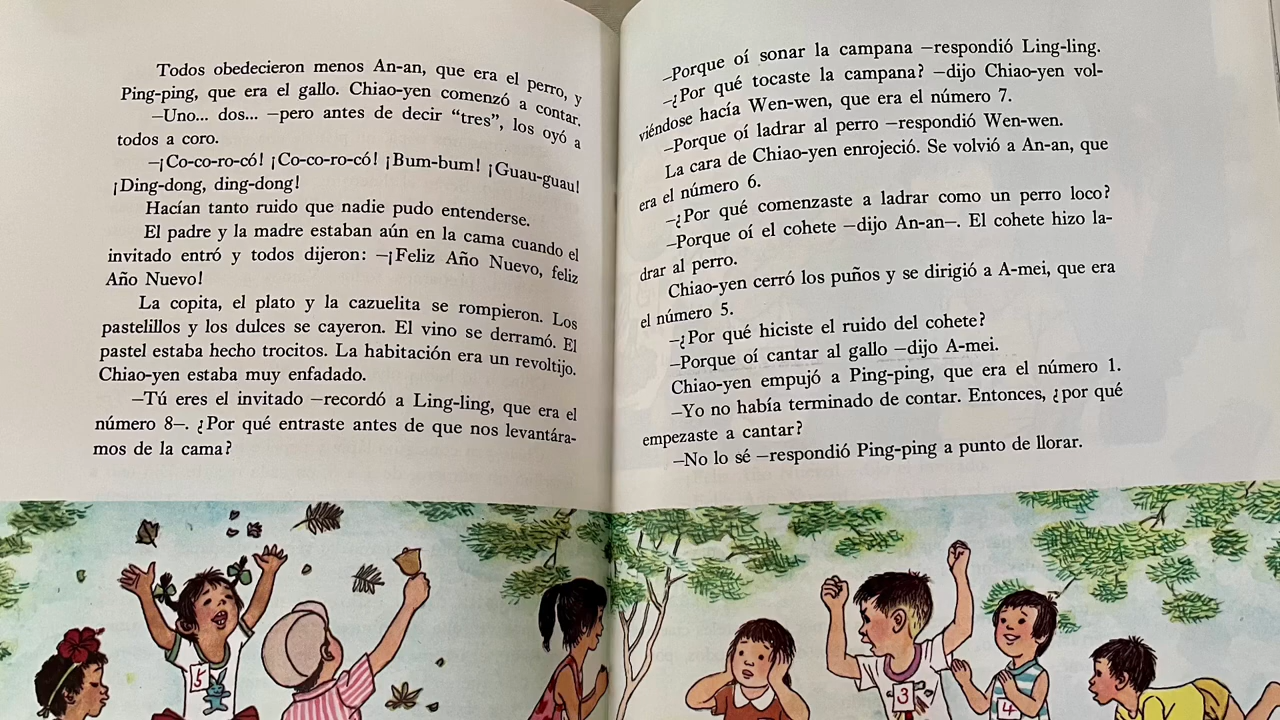 Todos obedecieron menos An-an, que era el perro, y
Ping-ping, que era el gallo. Chiao-yen comenzó a contar.
—Uno... dos... —pero antes de decir “tres”, los oyó a
todos a coro.
—¡Co-co-ro-có! ¡Co-co-ro-có! ¡Bum-bum! ¡Guau-guau!
¡Ding-dong, ding-dong!
Hacían tanto ruido que nadie pudo entenderse.
El padre y la madre estaban aún en la cama cuando el
invitado entró y todos dijeron: —¡Feliz Año Nuevo, feliz
Año Nuevo!
La copita, el plato y la cazuelita se rompieron. Los
pastelillos y los dulces se cayeron. El vino se derramó. El
pastel estaba hecho trocitos. La habitación era un revoltijo.
Chiao-yen estaba muy enfadado.
—Tú eres el invitado —recordó a Ling-ling, que era el
número 8—. ¿Por qué entraste antes de que nos levantára-
mos de la cama?
—Porque oí sonar la campana —respondió Ling-ling.
—¿Por qué tocaste la campana? —dijo Chiao-yen vol-
viéndose hacía Wen-wen, que era el número 7.
—Porque oí ladrar al perro —respondió Wen-wen.
La cara de Chiao-yen enrojeció. Se volvió a An-an, que
era el número 6.
—¿Por qué comenzaste a ladrar como un perro loco?
—Porque oí el cohete —dijo An-an—. El cohete hizo la-
drar al perro.
Chiao-yen cerró los puños y se dirigió a A-mei, que era
el número 5.
—¿Por qué hiciste el ruido del cohete?
—Porque oí cantar al gallo —dijo A-mei.
Chiao-yen empujó a Ping-ping, que era el número 1.
—Yo no había terminado de contar. Entonces, ¿por qué
empezaste a cantar?
—No lo sé —respondió Ping-ping a punto de llorar.
5
3
4